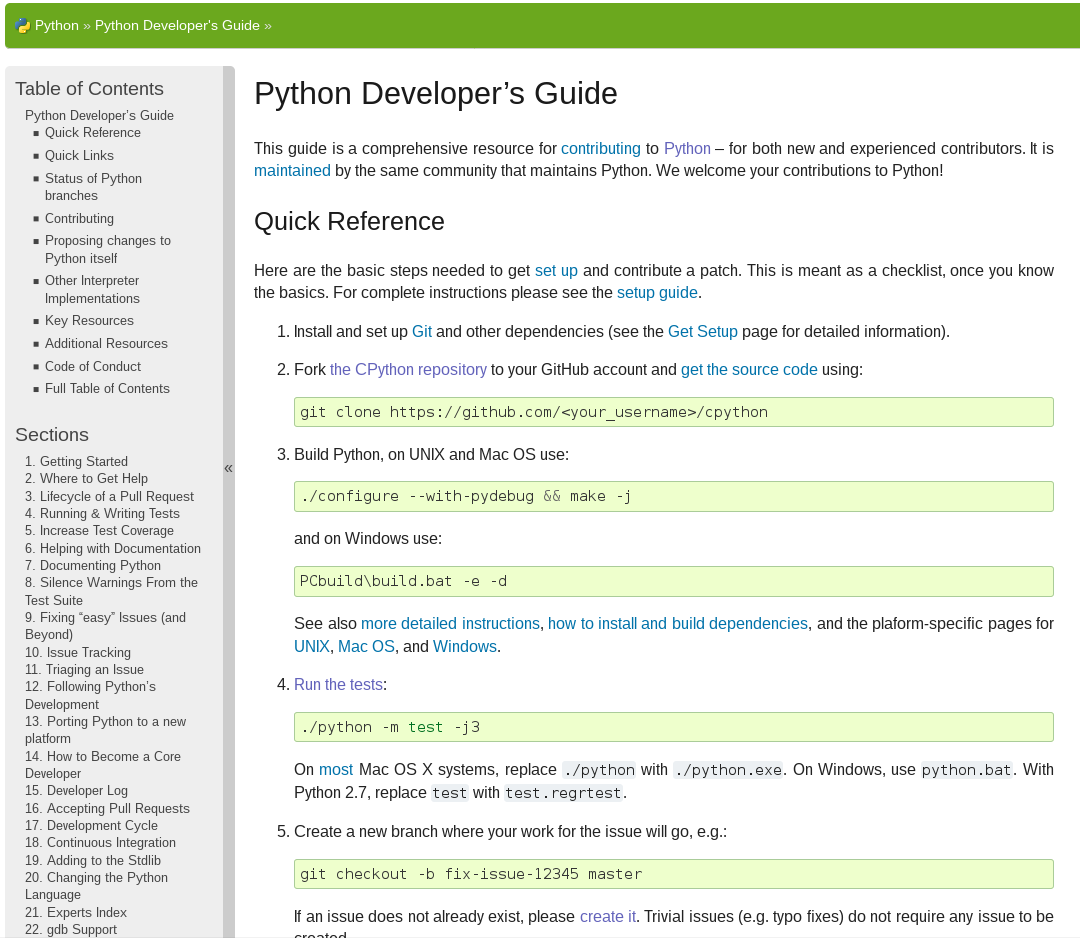 Python » Python Developer's Guide »
Table of Contents
Python Developer’s Guide
▪ Quick Reference
▪ Quick Links
▪ Status of Python
branches
▪ Contributing
▪ Proposing changes to
Python itself
▪ Other Interpreter
Implementations
▪ Key Resources
▪ Additional Resources
▪ Code of Conduct
▪ Full Table of Contents
Sections
1. Getting Started
2. Where to Get Help
3. Lifecycle of a Pull Request
4. Running & Writing Tests
5. Increase Test Coverage
6. Helping with Documentation
7. Documenting Python
8. Silence Warnings From the
Test Suite
9. Fixing “easy” Issues (and
Beyond)
10. Issue Tracking
11. Triaging an Issue
12. Following Python’s
Development
13. Porting Python to a new
platform
14. How to Become a Core
Developer
15. Developer Log
16. Accepting Pull Requests
17. Development Cycle
18. Continuous Integration
19. Adding to the Stdlib
20. Changing the Python
Language
21. Experts Index
22. gdb Support
«
Python Developer’s Guide
This guide is a comprehensive resource for contributing to Python – for both new and experienced contributors. It is
maintained by the same community that maintains Python. We welcome your contributions to Python!
Quick Reference
Here are the basic steps needed to get set up and contribute a patch. This is meant as a checklist, once you know
the basics. For complete instructions please see the setup guide.
1. Install and set up Git and other dependencies (see the Get Setup page for detailed information).
2. Fork the CPython repository to your GitHub account and get the source code using:
git clone https://github.com/<your_username>/cpython
3. Build Python, on UNIX and Mac OS use:
./configure --with-pydebug && make -j
and on Windows use:
PCbuild\build.bat -e -d
See also more detailed instructions, how to install and build dependencies, and the plaform-specific pages for
UNIX, Mac OS, and Windows.
4. Run the tests:
./python -m test -j3
On most Mac OS X systems, replace ./python with ./python.exe. On Windows, use python.bat. With
Python 2.7, replace test with test.regrtest.
5. Create a new branch where your work for the issue will go, e.g.:
git checkout -b fix-issue-12345 master
If an issue does not already exist, please create it. Trivial issues (e.g. typo fixes) do not require any issue to be
created.